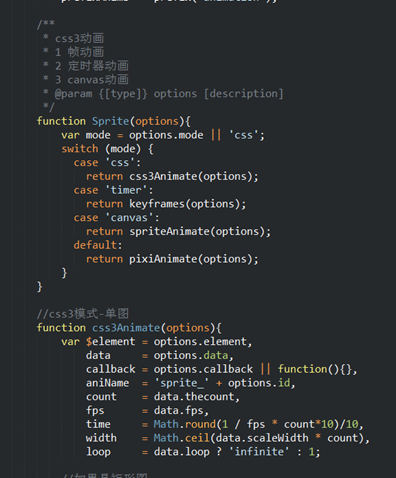 /**
* css3动画
* 1 帧动画
* 2 定时器动画
* 3 canvas动画
* @param {[type]} options [description]
*/
function Sprite(options){
var mode = options.mode || 'css';
switch (mode) {
case 'css':
return css3Animate(options);
case 'timer':
return keyframes(options);
case 'canvas':
return spriteAnimate(options);
default:
return pixiAnimate(options);
}
}
//css3模式-单图
function css3Animate(options){
var $element = options.element,
data = options.data,
callback = options.callback || function(){},
aniName = 'sprite_' + options.id,
count = data.thecount,
fps = data.fps,
time = Math.round(1 / fps * count*10)/10,
width = Math.ceil(data.scaleWidth * count),
loop = data.loop ? 'infinite' : 1;